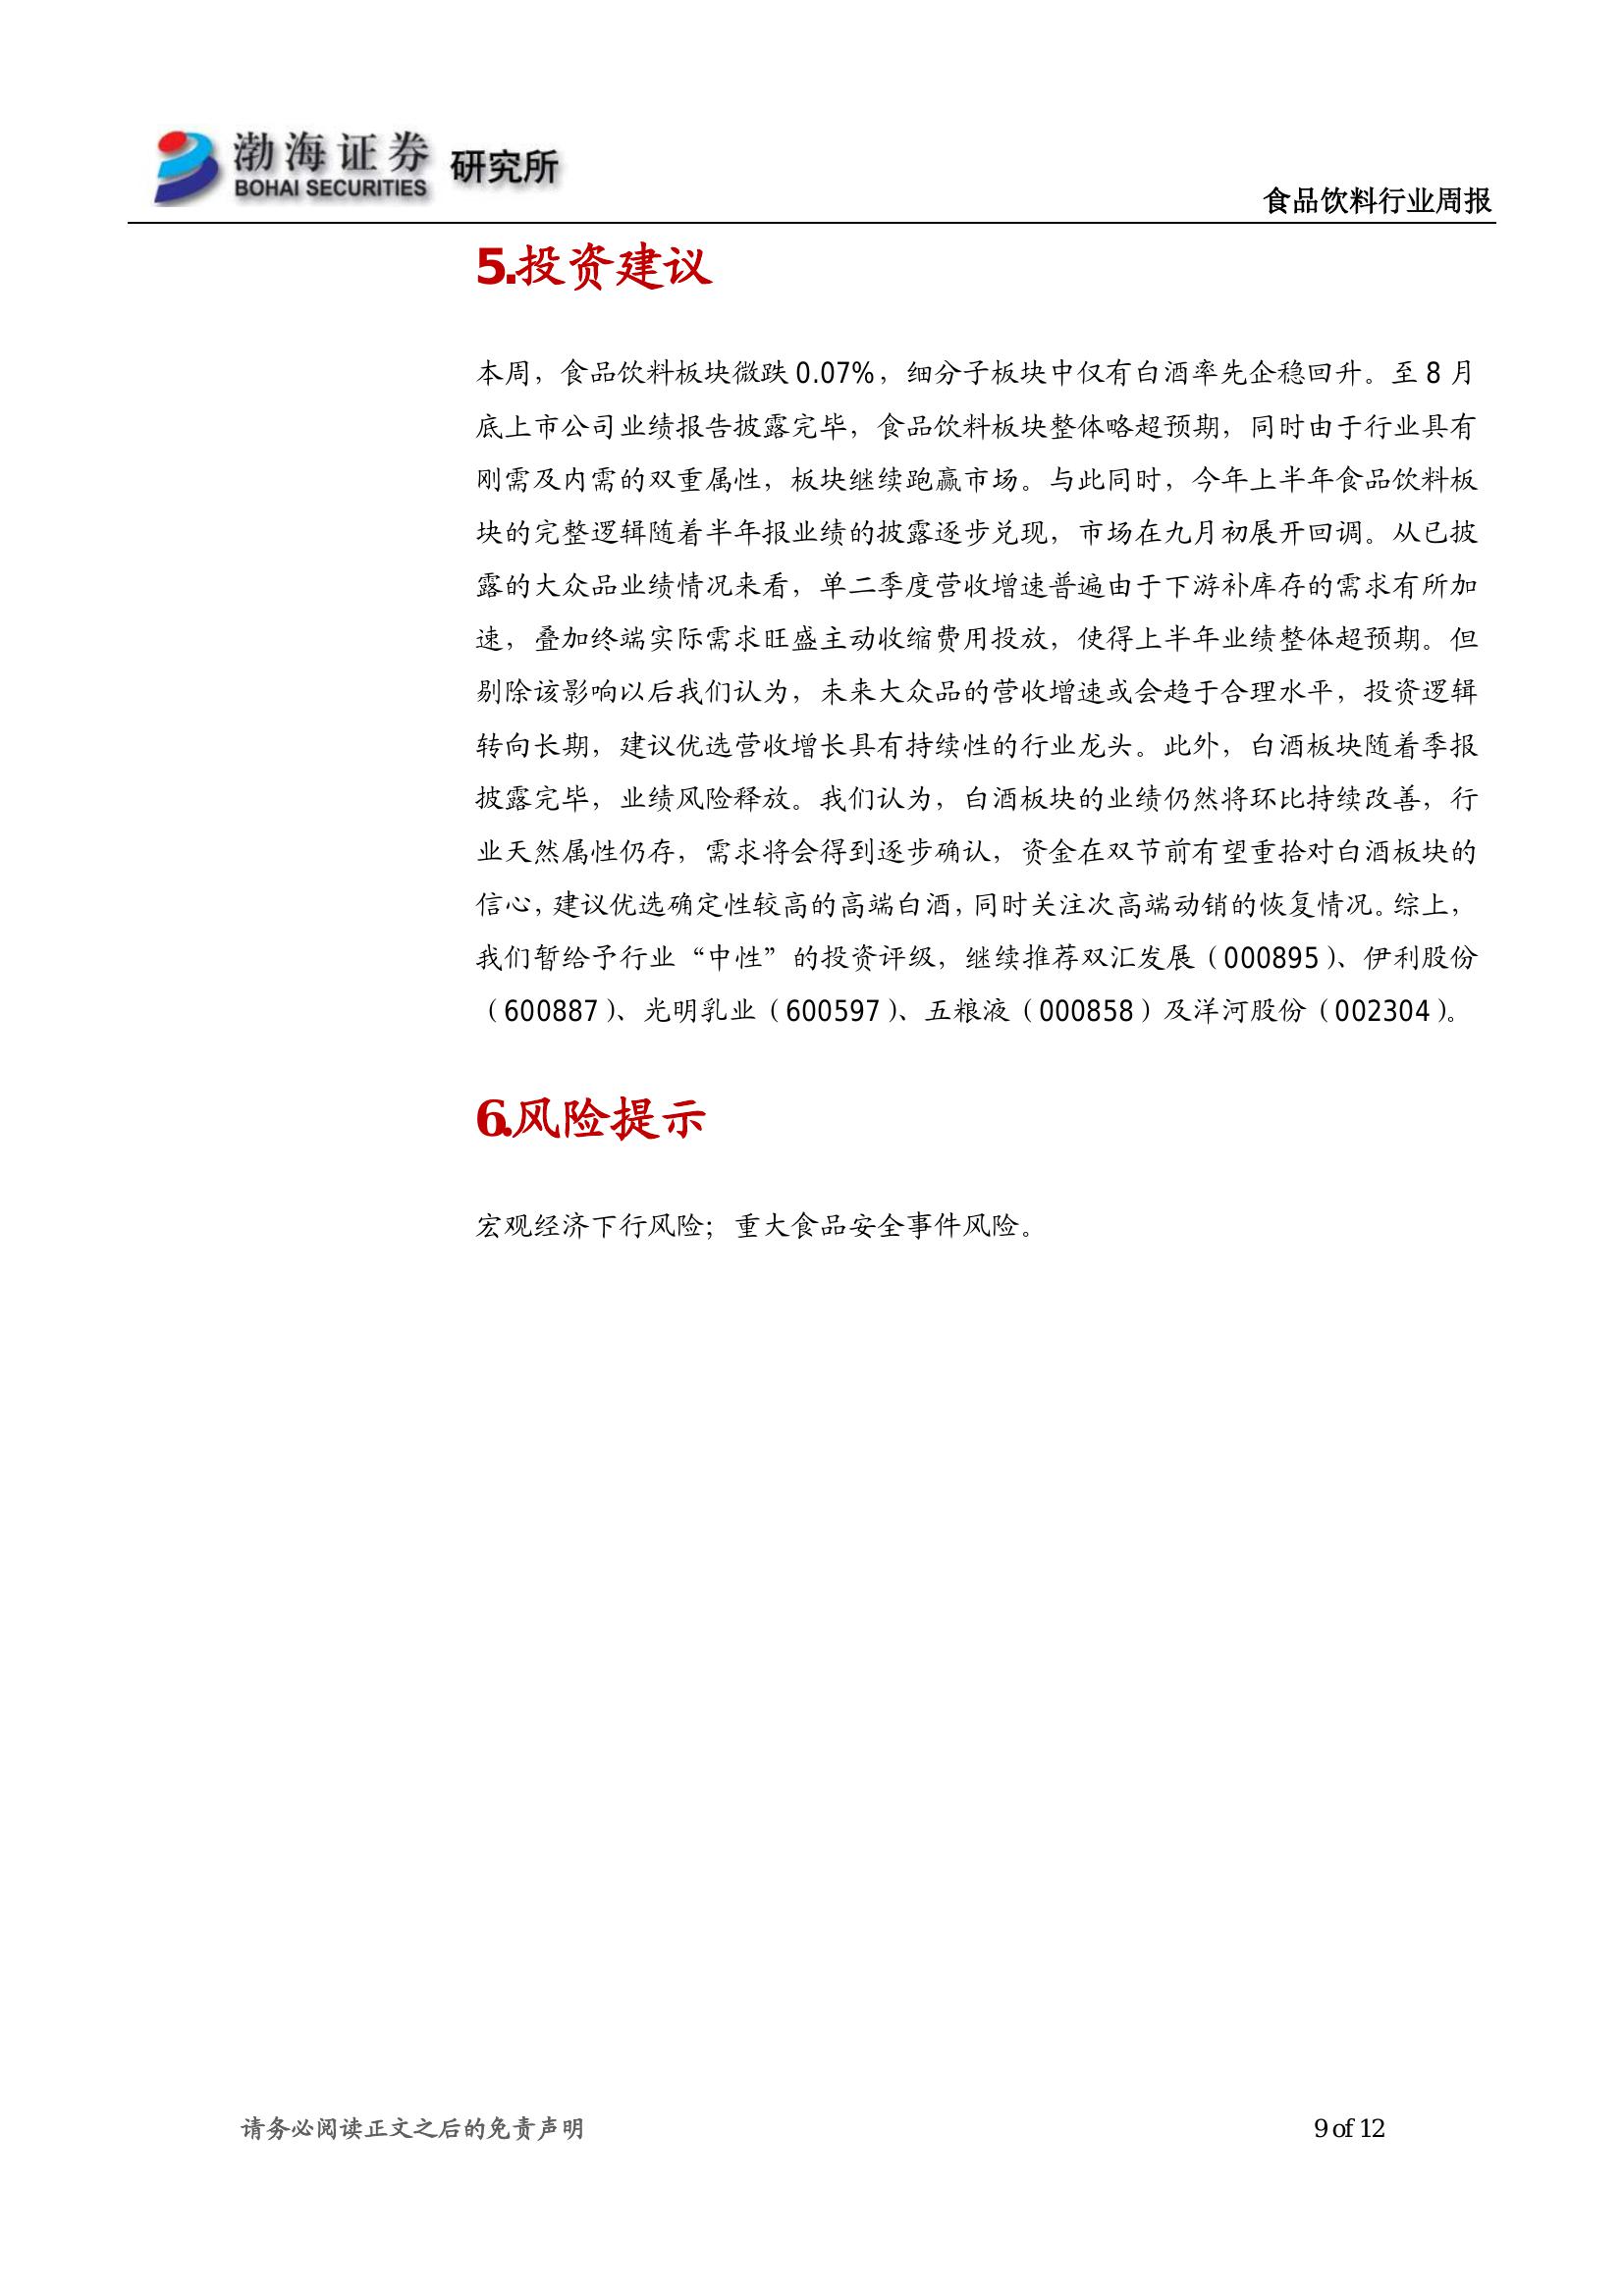 渤海证券 研究所
BOHAI SECURITIES
食品饮料行业周报
5.投资建议
本周，食品饮料板块微跌 0.07%，细分子板块中仅有白酒率先企稳回升。至 8 月
底上市公司业绩报告披露完毕，食品饮料板块整体略超预期，同时由于行业具有
刚需及内需的双重属性，板块继续跑赢市场。与此同时，今年上半年食品饮料板
块的完整逻辑随着半年报业绩的披露逐步兑现，市场在九月初展开回调。从已披
露的大众品业绩情况来看，单二季度营收增速普遍由于下游补库存的需求有所加
速，叠加终端实际需求旺盛主动收缩费用投放，使得上半年业绩整体超预期。但
剔除该影响以后我们认为，未来大众品的营收增速或会趋于合理水平，投资逻辑
转向长期，建议优选营收增长具有持续性的行业龙头。此外，白酒板块随着季报
披露完毕，业绩风险释放。我们认为，白酒板块的业绩仍然将环比持续改善，行
业天然属性仍存，需求将会得到逐步确认，资金在双节前有望重拾对白酒板块的
信心，建议优选确定性较高的高端白酒，同时关注次高端动销的恢复情况。综上，
我们暂给予行业“中性”的投资评级，继续推荐双汇发展（000895）、伊利股份
（600887）、光明乳业（600597）、五粮液（000858）及洋河股份（002304）。
6.风险提示
宏观经济下行风险；重大食品安全事件风险。
请务必阅读正文之后的免责声明
9 of 12